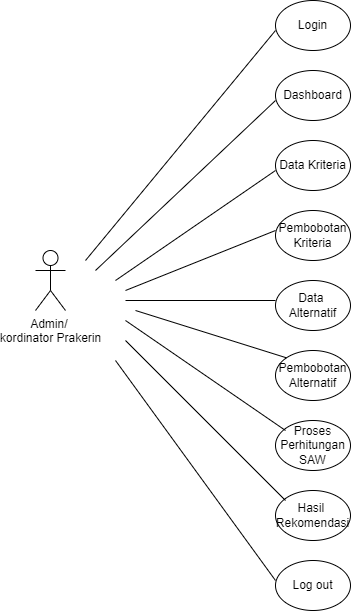 Login
Dashboard
Data Kriteria
Pembobotan
Kriteria
Admin/
kordinator Prakerin
Data
Alternatif
Pembobotan
Alternatif
Proses
Perhitungan
SAW
Hasil
Rekomendasi
Log out